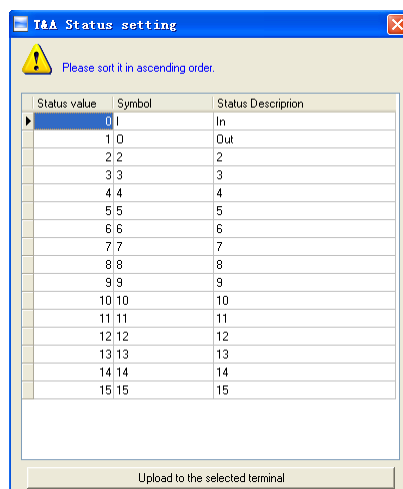 T&A Status setting
Please sort it in ascending order.
Status value Symbol Status Descriprion
0 I In
1 O Out
2 2 2
3 3 3
4 4 4
5 5 5
6 6 6
7 7 7
8 8 8
9 9 9
10 10 10
11 11 11
12 12 12
13 13 13
14 14 14
15 15 15
Upload to the selected terminal